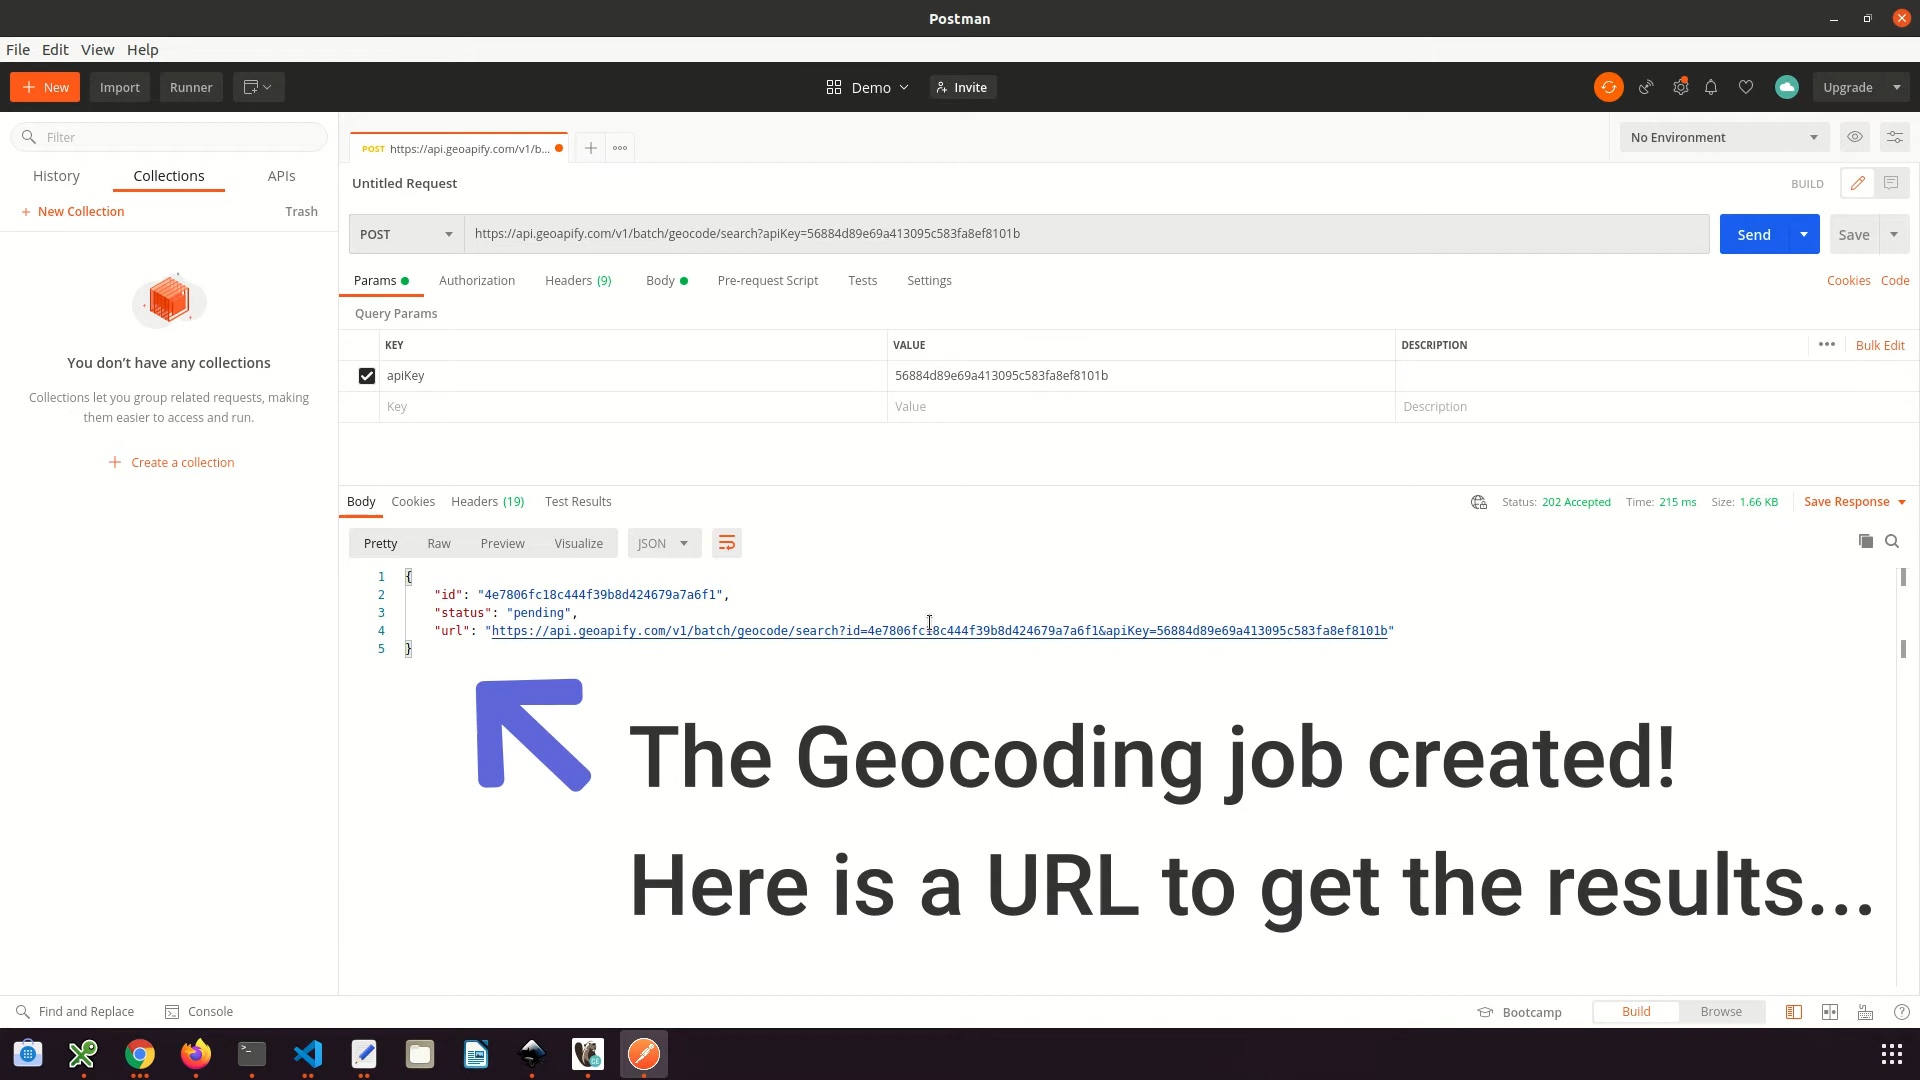 Postman
File Edit View Help
New Import Runner Demo Invite Upgrade
Filter
History Collections APIs
New Collection Trash
You don’t have any collections
Collections let you group related requests, making
them easier to access and run.
Create a collection
POST https://api.geoapify.com/v1/b...
No Environment
Untitled Request BUILD
POST https://api.geoapify.com/v1/batch/geocode/search?apiKey=56884d89e69a413095c583fa8ef8101b Send Save
Params Authorization Headers (9) Body Pre-request Script Tests Settings Cookies Code
Query Params
KEY VALUE DESCRIPTION Bulk Edit
apiKey 56884d89e69a413095c583fa8ef8101b
Key Value Description
Body Cookies Headers (19) Test Results Status: 202 Accepted Time: 215 ms Size: 1.66 KB Save Response
Pretty Raw Preview Visualize JSON
1 {
2 "id": "4e7806fc18c444f39b8d424679a7a6f1",
3 "status": "pending",
4 "url": "https://api.geoapify.com/v1/batch/geocode/search?id=4e7806fc18c444f39b8d424679a7a6f1&apiKey=56884d89e69a413095c583fa8ef8101b"
5 }
The Geocoding job created!
Here is a URL to get the results...
Find and Replace Console Bootcamp Build Browse